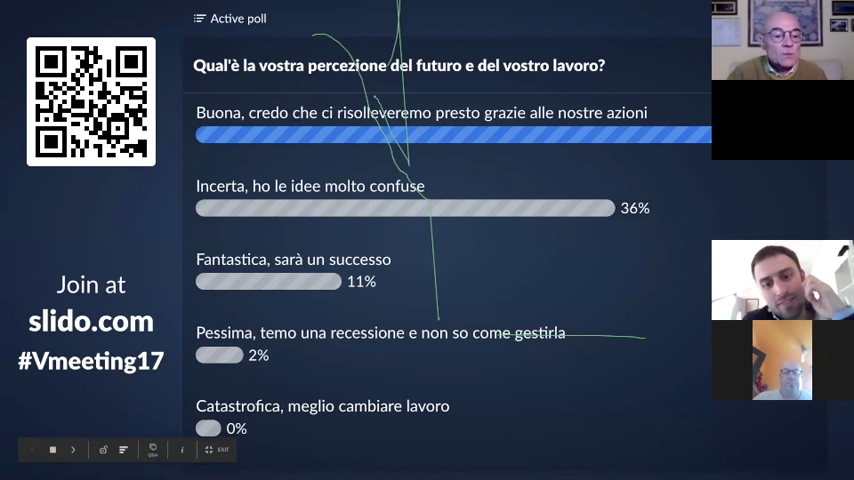 Active poll
Qual'è la vostra percezione del futuro e del vostro lavoro?
Buona, credo che ci risolleveremo presto grazie alle nostre azioni
Incerta, ho le idee molto confuse
36%
Fantastica, sarà un successo
11%
Pessima, temo una recessione e non so come gestirla
2%
Catastrofica, meglio cambiare lavoro
0%
Join at
slido.com
#Vmeeting17
Q&A
i
EXIT